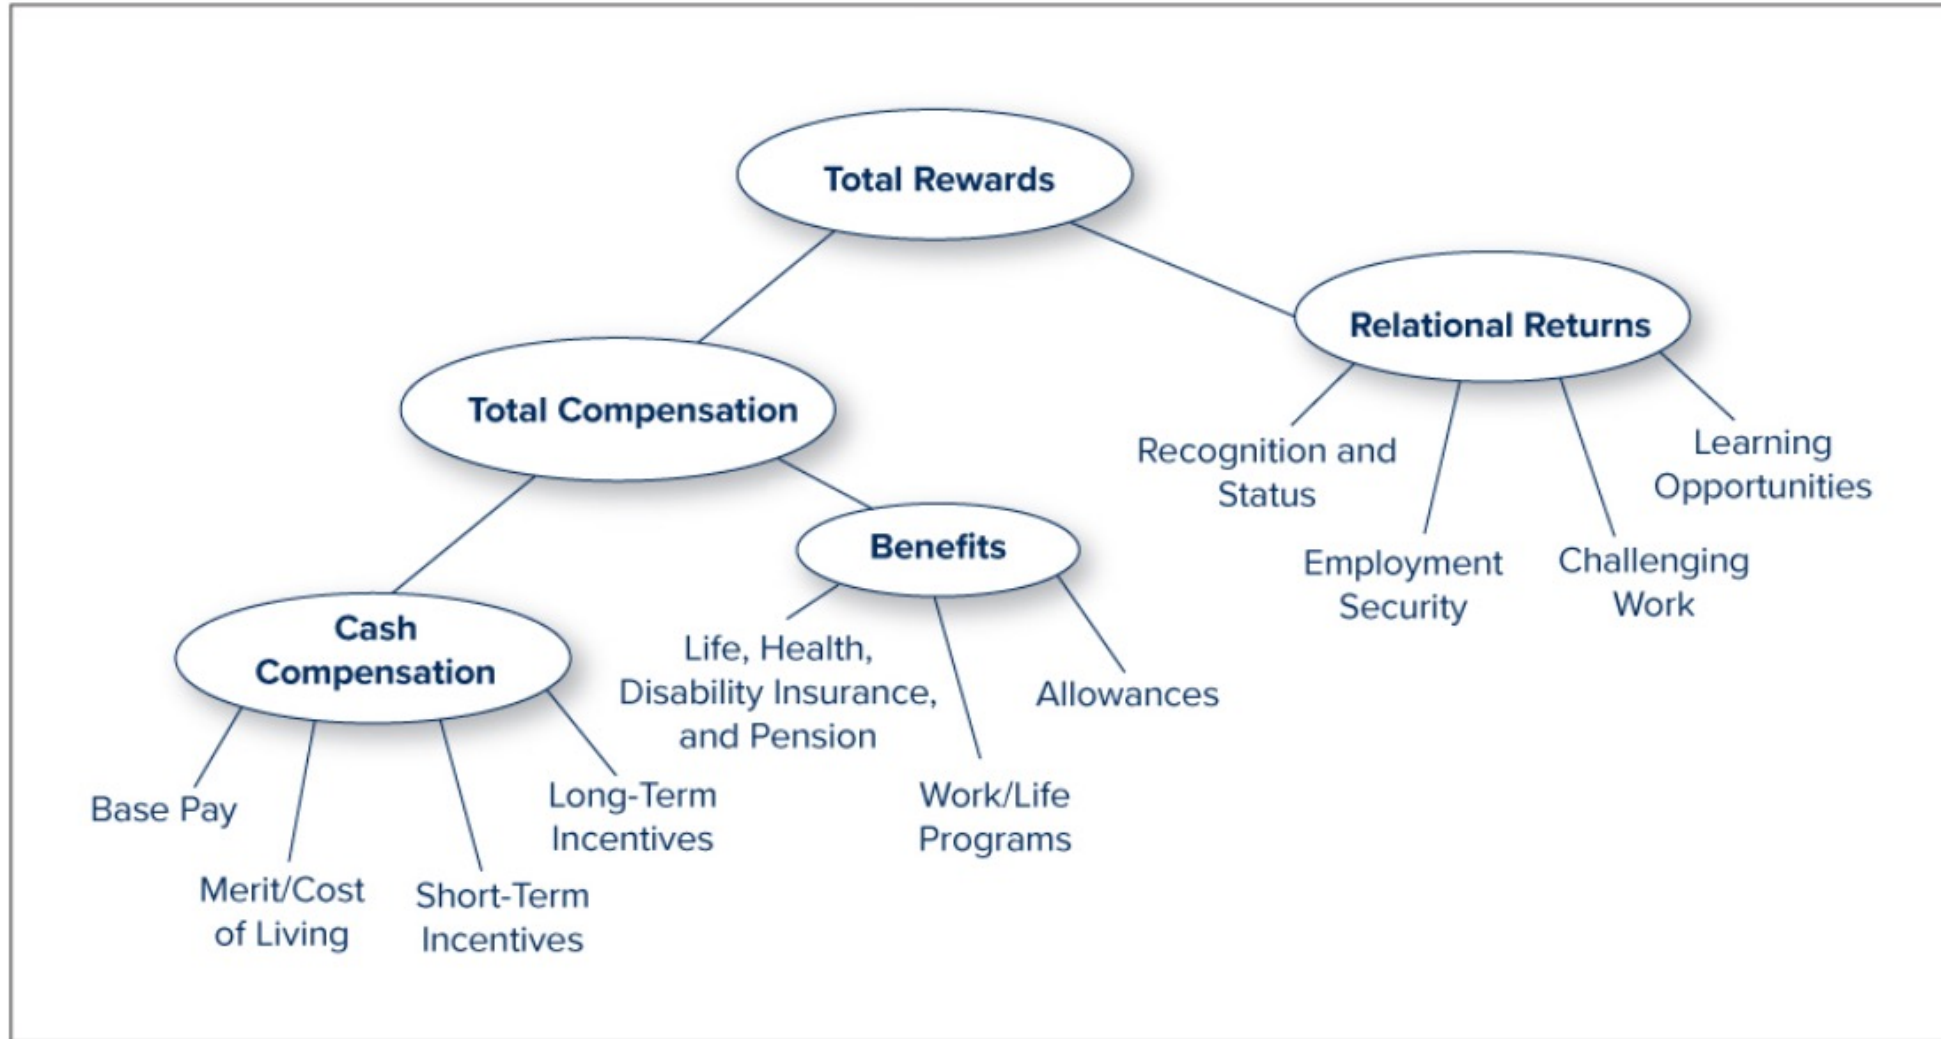 Total Rewards
Relational Returns
Total Compensation
Recognition and
Status
Learning
Opportunities
Employment
Security
Challenging
Work
Benefits
Cash
Compensation
Life, Health,
Disability Insurance,
and Pension
Allowances
Work/Life
Programs
Base Pay
Long-Term
Incentives
Merit/Cost
of Living
Short-Term
Incentives